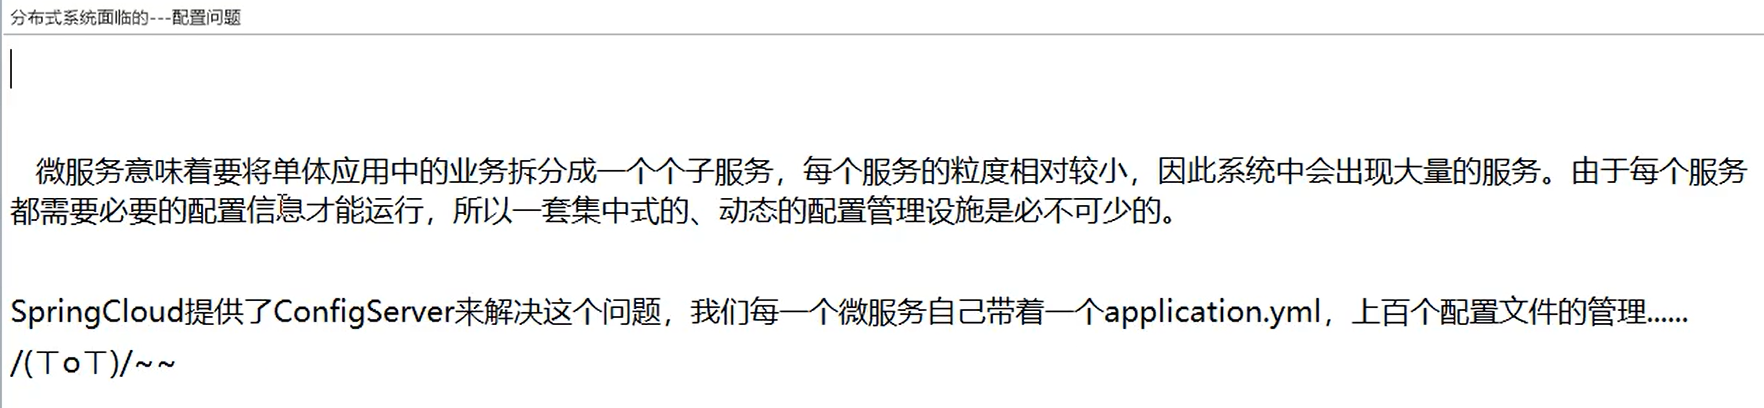 分布式系统面临的---配置问题
微服务意味着要将单体应用中的业务拆分成一个个子服务，每个服务的粒度相对较小，因此系统中会出现大量的服务。由于每个服务
都需要必要的配置信息才能运行，所以一套集中式的、动态的配置管理设施是必不可少的。
SpringCloud提供了ConfigServer来解决这个问题，我们每一个微服务自己带着一个application.yml，上百个配置文件的管理......
/(ㄒoㄒ)/~~